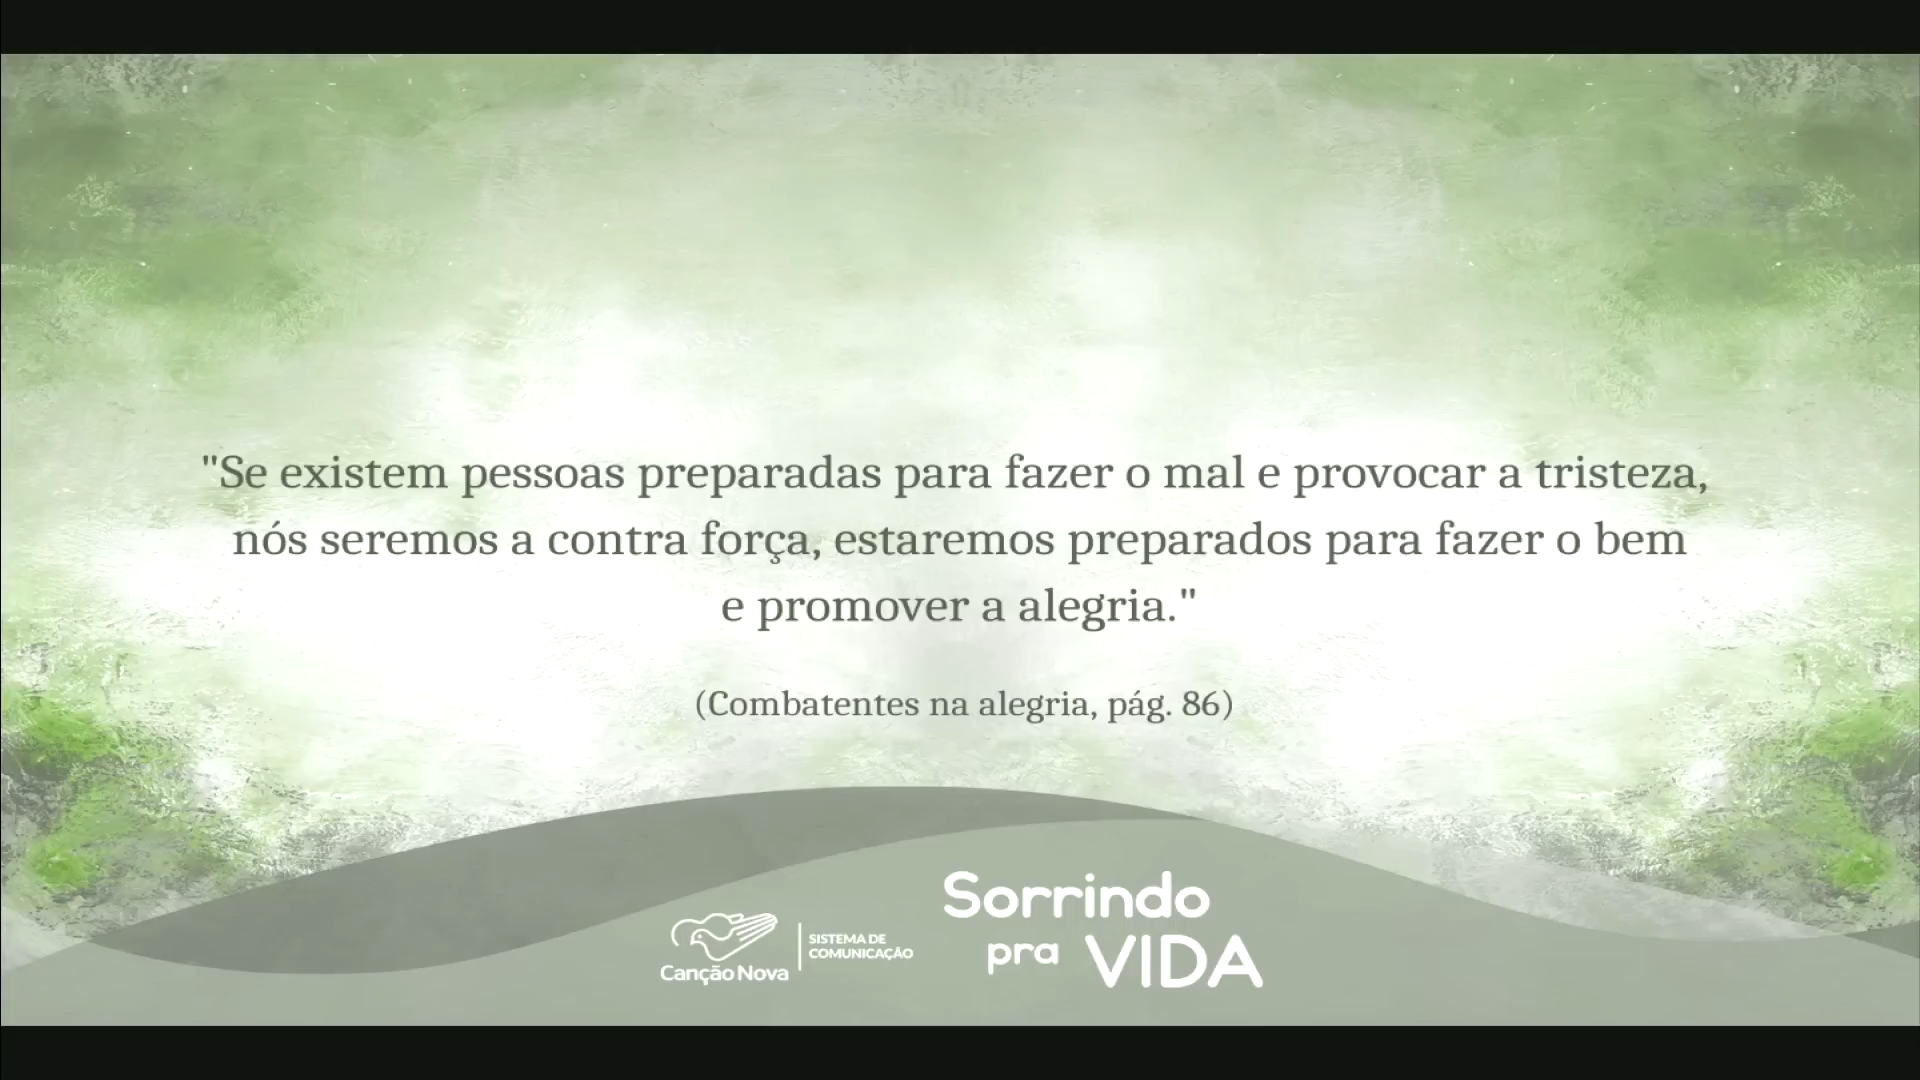 "Se existem pessoas preparadas para fazer o mal e provocar a tristeza,
nós seremos a contra força, estaremos preparados para fazer o bem
e promover a alegria."
(Combatentes na alegria, pág. 86)
Canção Nova
SISTEMA DE
COMUNICAÇÃO
Sorrindo
pra VIDA